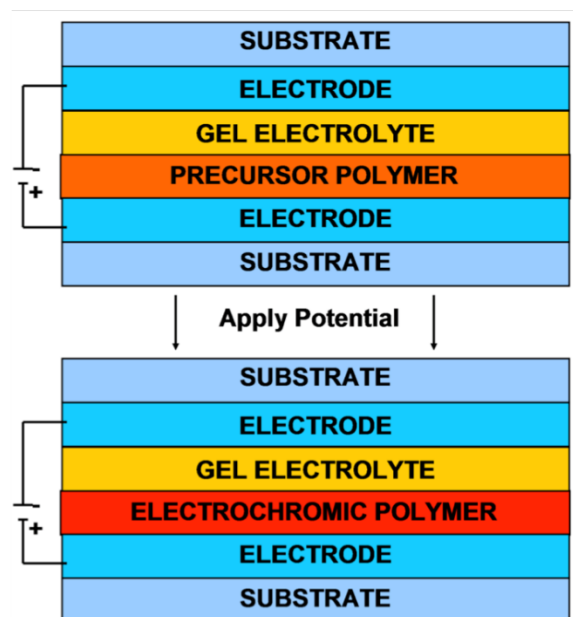 SUBSTRATE
ELECTRODE
GEL ELECTROLYTE
-
PRECURSOR POLYMER
+
ELECTRODE
SUBSTRATE
Apply Potential
SUBSTRATE
ELECTRODE
GEL ELECTROLYTE
-
ELECTROCHROMIC POLYMER
+
ELECTRODE
SUBSTRATE